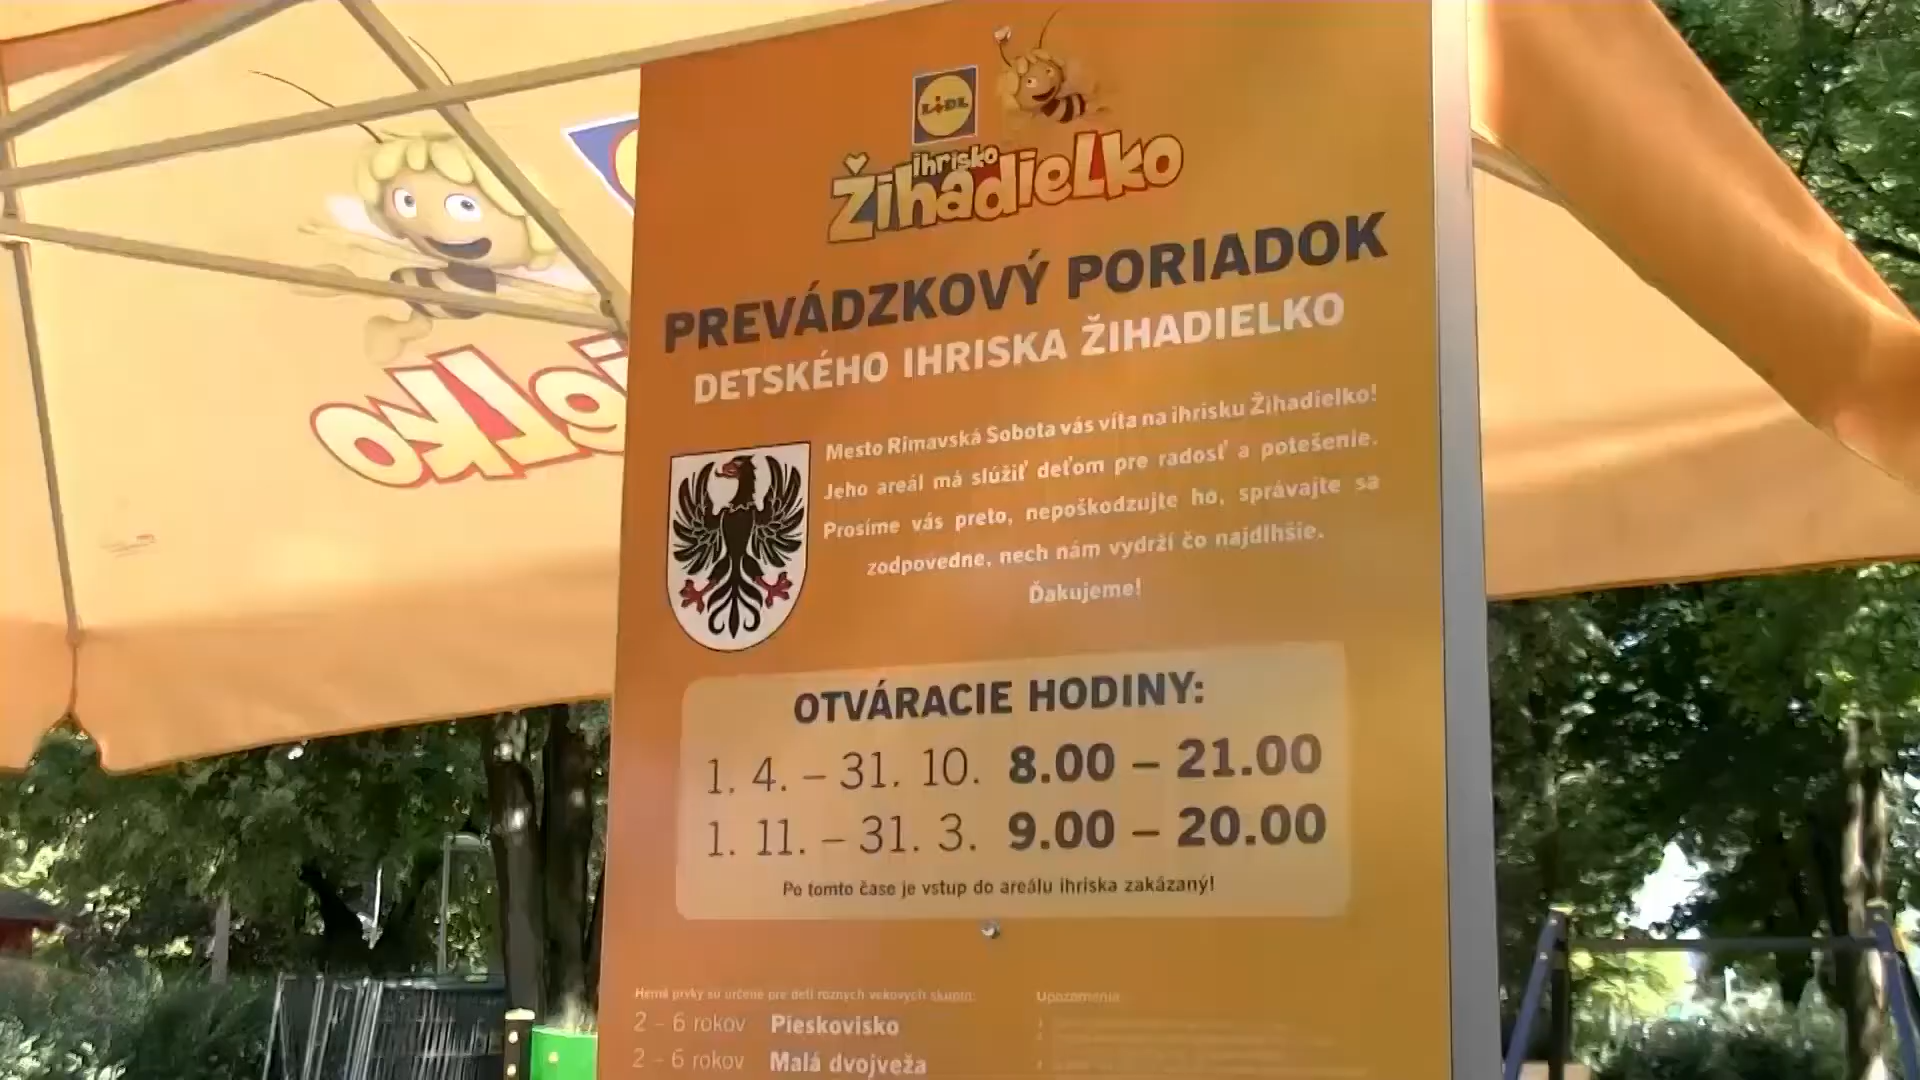 LIDL
ihrisko
Žihadielko
PREVÁDZKOVÝ PORIADOK
DETSKÉHO IHRISKA ŽIHADIELKO
Mesto Rimavská Sobota vás víta na ihrisku Žihadielko!
Jeho areál má slúžiť deťom pre radosť a potešenie.
Prosíme vás preto, nepoškodzujte ho, správajte sa
zodpovedne, nech nám vydrží čo najdlhšie.
Ďakujeme!
OTVÁRACIE HODINY:
1. 4. – 31. 10. 8.00 – 21.00
1. 11. – 31. 3. 9.00 – 20.00
Po tomto čase je vstup do areálu ihriska zakázaný!
Herné prvky sú určené pre deti rôznych vekových skupín:
2 – 6 rokov Pieskovisko
2 – 6 rokov Malá dvojveža
Upozornenia: